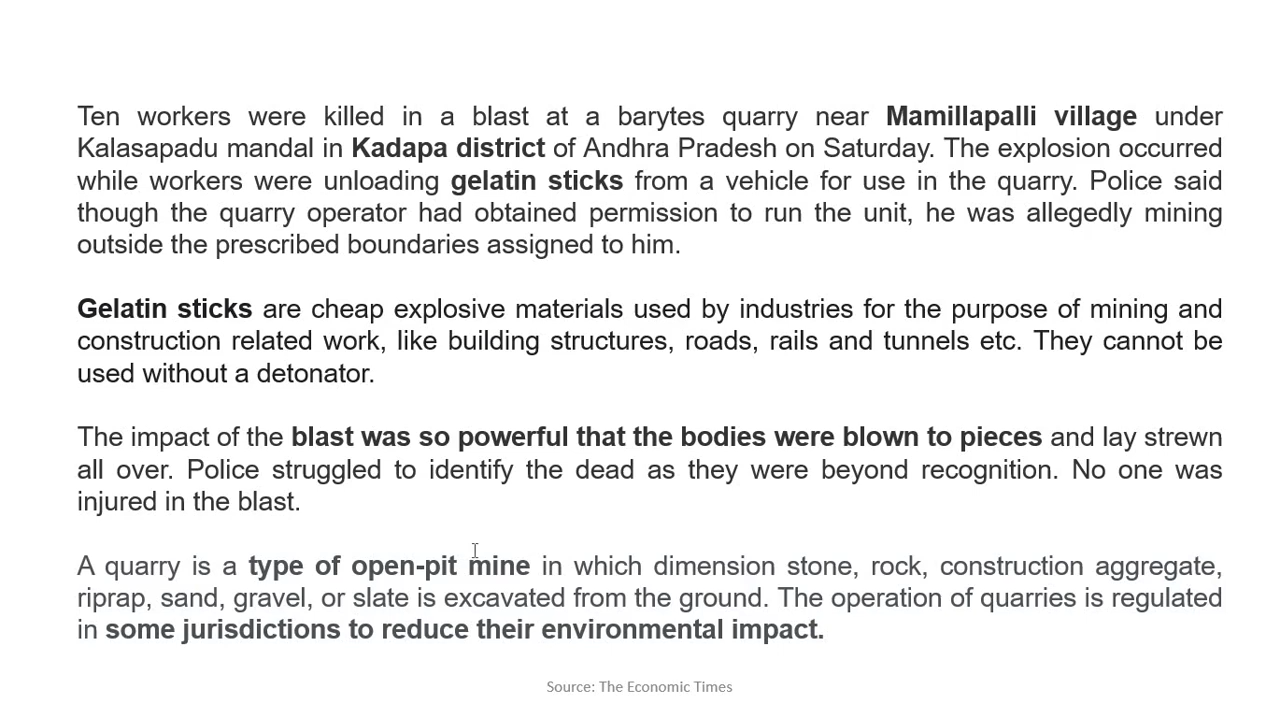 Ten workers were killed in a blast at a barytes quarry near Mamillapalli village under
Kalasapadu mandal in Kadapa district of Andhra Pradesh on Saturday. The explosion occurred
while workers were unloading gelatin sticks from a vehicle for use in the quarry. Police said
though the quarry operator had obtained permission to run the unit, he was allegedly mining
outside the prescribed boundaries assigned to him.
Gelatin sticks are cheap explosive materials used by industries for the purpose of mining and
construction related work, like building structures, roads, rails and tunnels etc. They cannot be
used without a detonator.
The impact of the blast was so powerful that the bodies were blown to pieces and lay strewn
all over. Police struggled to identify the dead as they were beyond recognition. No one was
injured in the blast.
A quarry is a type of open-pit mine in which dimension stone, rock, construction aggregate,
riprap, sand, gravel, or slate is excavated from the ground. The operation of quarries is regulated
in some jurisdictions to reduce their environmental impact.
Source: The Economic Times